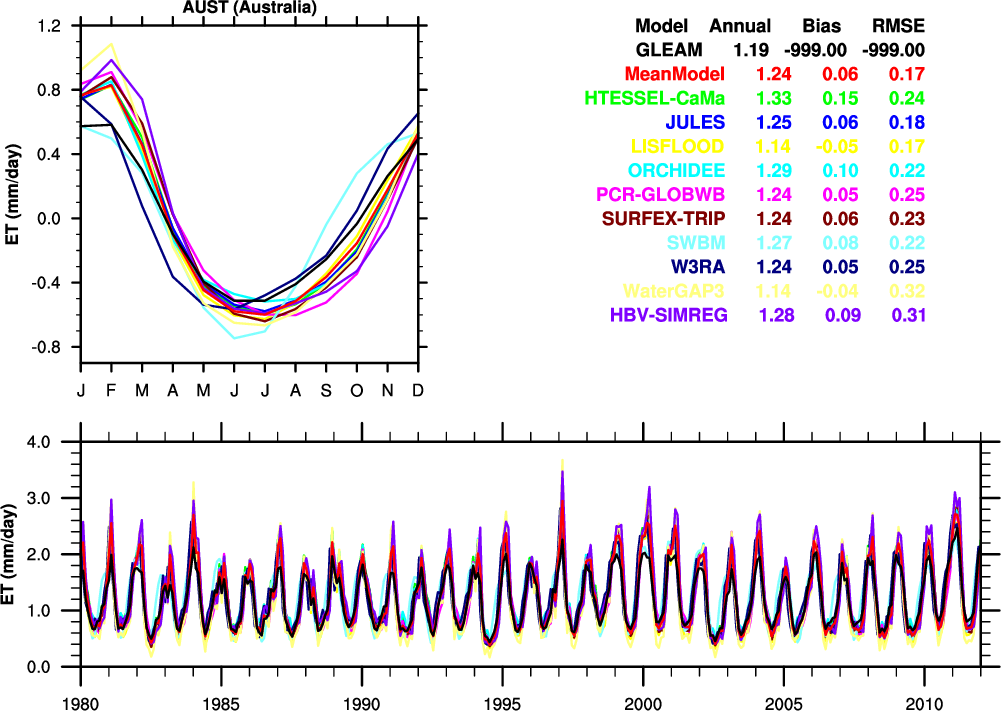 AUST (Australia)
1.2
0.8
0.4
0.0
-0.4
-0.8
ET (mm/day)
J F M A M J J A S O N D
Model Annual Bias RMSE
GLEAM 1.19 -999.00 -999.00
MeanModel 1.24 0.06 0.17
HTESSEL-CaMa 1.33 0.15 0.24
JULES 1.25 0.06 0.18
LISFLOOD 1.14 -0.05 0.17
ORCHIDEE 1.29 0.10 0.22
PCR-GLOBWB 1.24 0.05 0.25
SURFEX-TRIP 1.24 0.06 0.23
SWBM 1.27 0.08 0.22
W3RA 1.24 0.05 0.25
WaterGAP3 1.14 -0.04 0.32
HBV-SIMREG 1.28 0.09 0.31
4.0
3.0
2.0
1.0
0.0
ET (mm/day)
1980 1985 1990 1995 2000 2005 2010